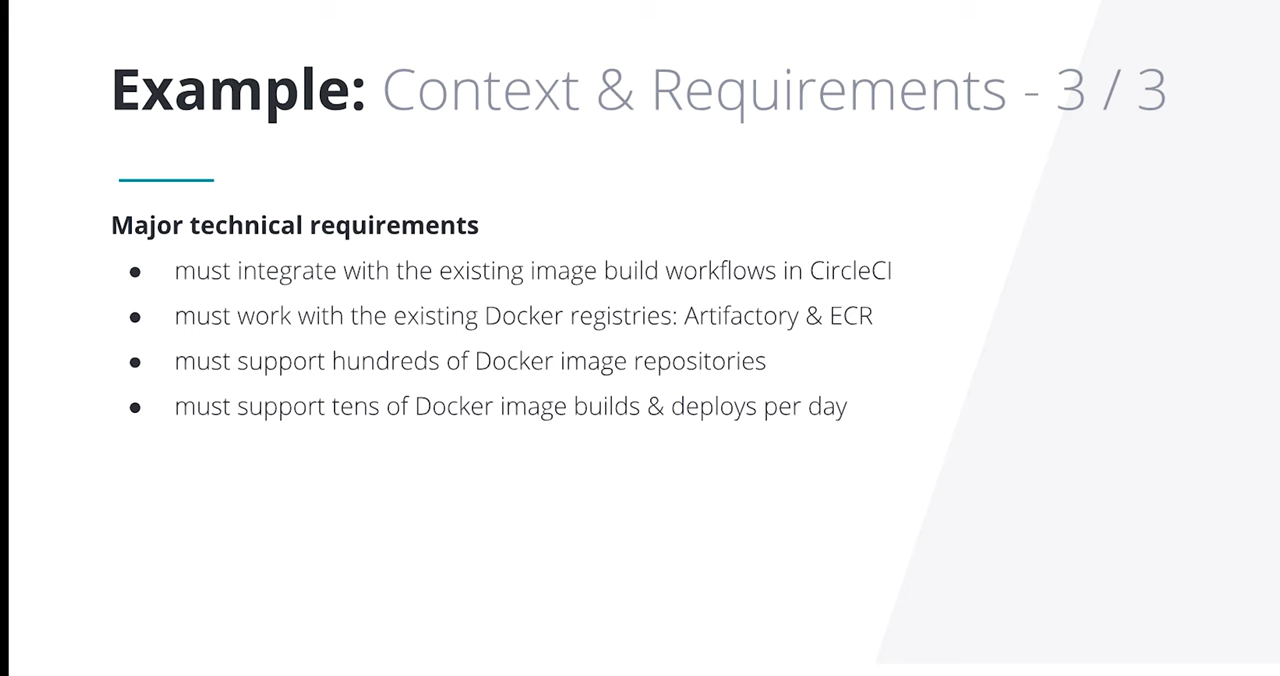 Example: Context & Requirements - 3 / 3
Major technical requirements
● must integrate with the existing image build workflows in CircleCI
● must work with the existing Docker registries: Artifactory & ECR
● must support hundreds of Docker image repositories
● must support tens of Docker image builds & deploys per day